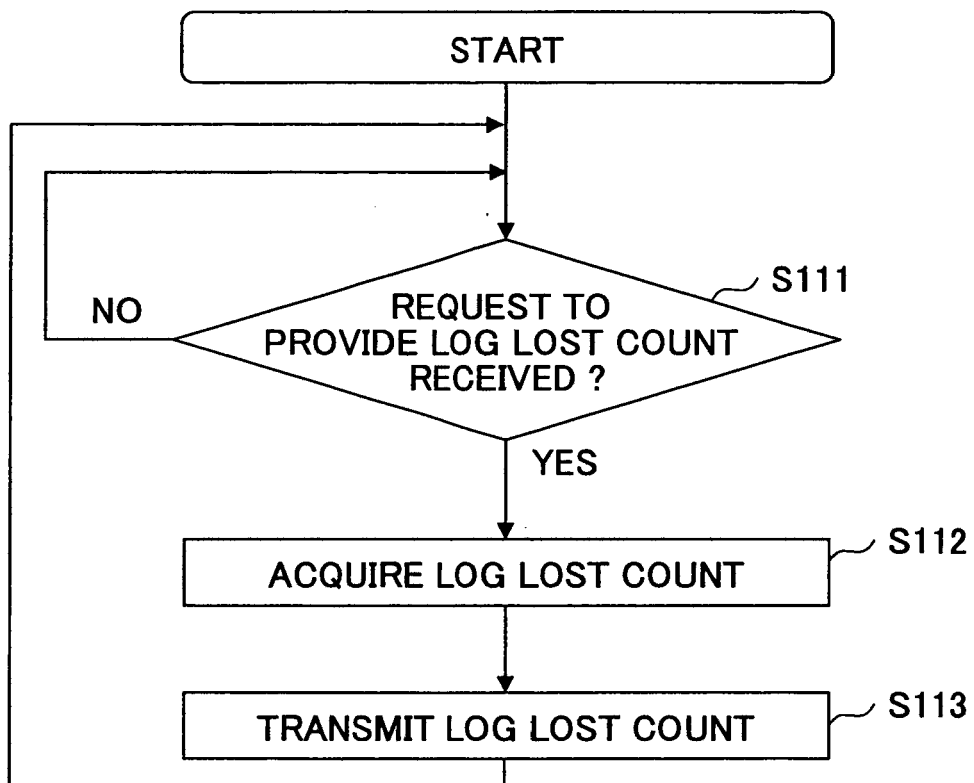 START
S111
NO
REQUEST TO
PROVIDE LOG LOST COUNT
RECEIVED ?
YES
S112
ACQUIRE LOG LOST COUNT
S113
TRANSMIT LOG LOST COUNT